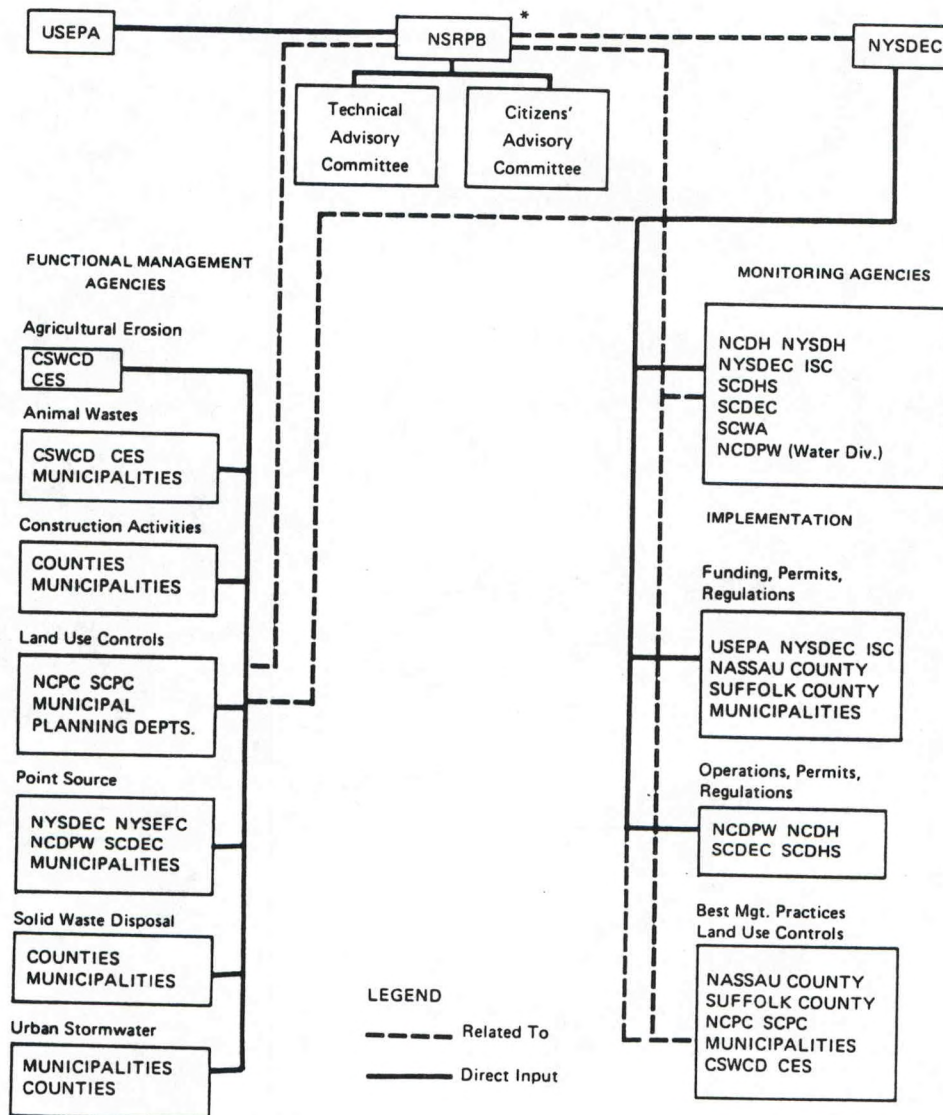 USEPA
NSRPB
*
NYSDEC
Technical
Advisory
Committee
Citizens'
Advisory
Committee
FUNCTIONAL MANAGEMENT
AGENCIES
Agricultural Erosion
CSWCD
CES
Animal Wastes
CSWCD CES
MUNICIPALITIES
Construction Activities
COUNTIES
MUNICIPALITIES
Land Use Controls
NCPC SCPC
MUNICIPAL
PLANNING DEPTS.
Point Source
NYSDEC NYSEFC
NCDPW SCDEC
MUNICIPALITIES
Solid Waste Disposal
COUNTIES
MUNICIPALITIES
Urban Stormwater
MUNICIPALITIES
COUNTIES
LEGEND
Related To
Direct Input
MONITORING AGENCIES
NCDH NYSDH
NYSDEC ISC
SCDHS
SCDEC
SCWA
NCDPW (Water Div.)
IMPLEMENTATION
Funding, Permits,
Regulations
USEPA NYSDEC ISC
NASSAU COUNTY
SUFFOLK COUNTY
MUNICIPALITIES
Operations, Permits,
Regulations
NCDPW NCDH
SCDEC SCDHS
Best Mgt. Practices
Land Use Controls
NASSAU COUNTY
SUFFOLK COUNTY
NCPC SCPC
MUNICIPALITIES
CSWCD CES